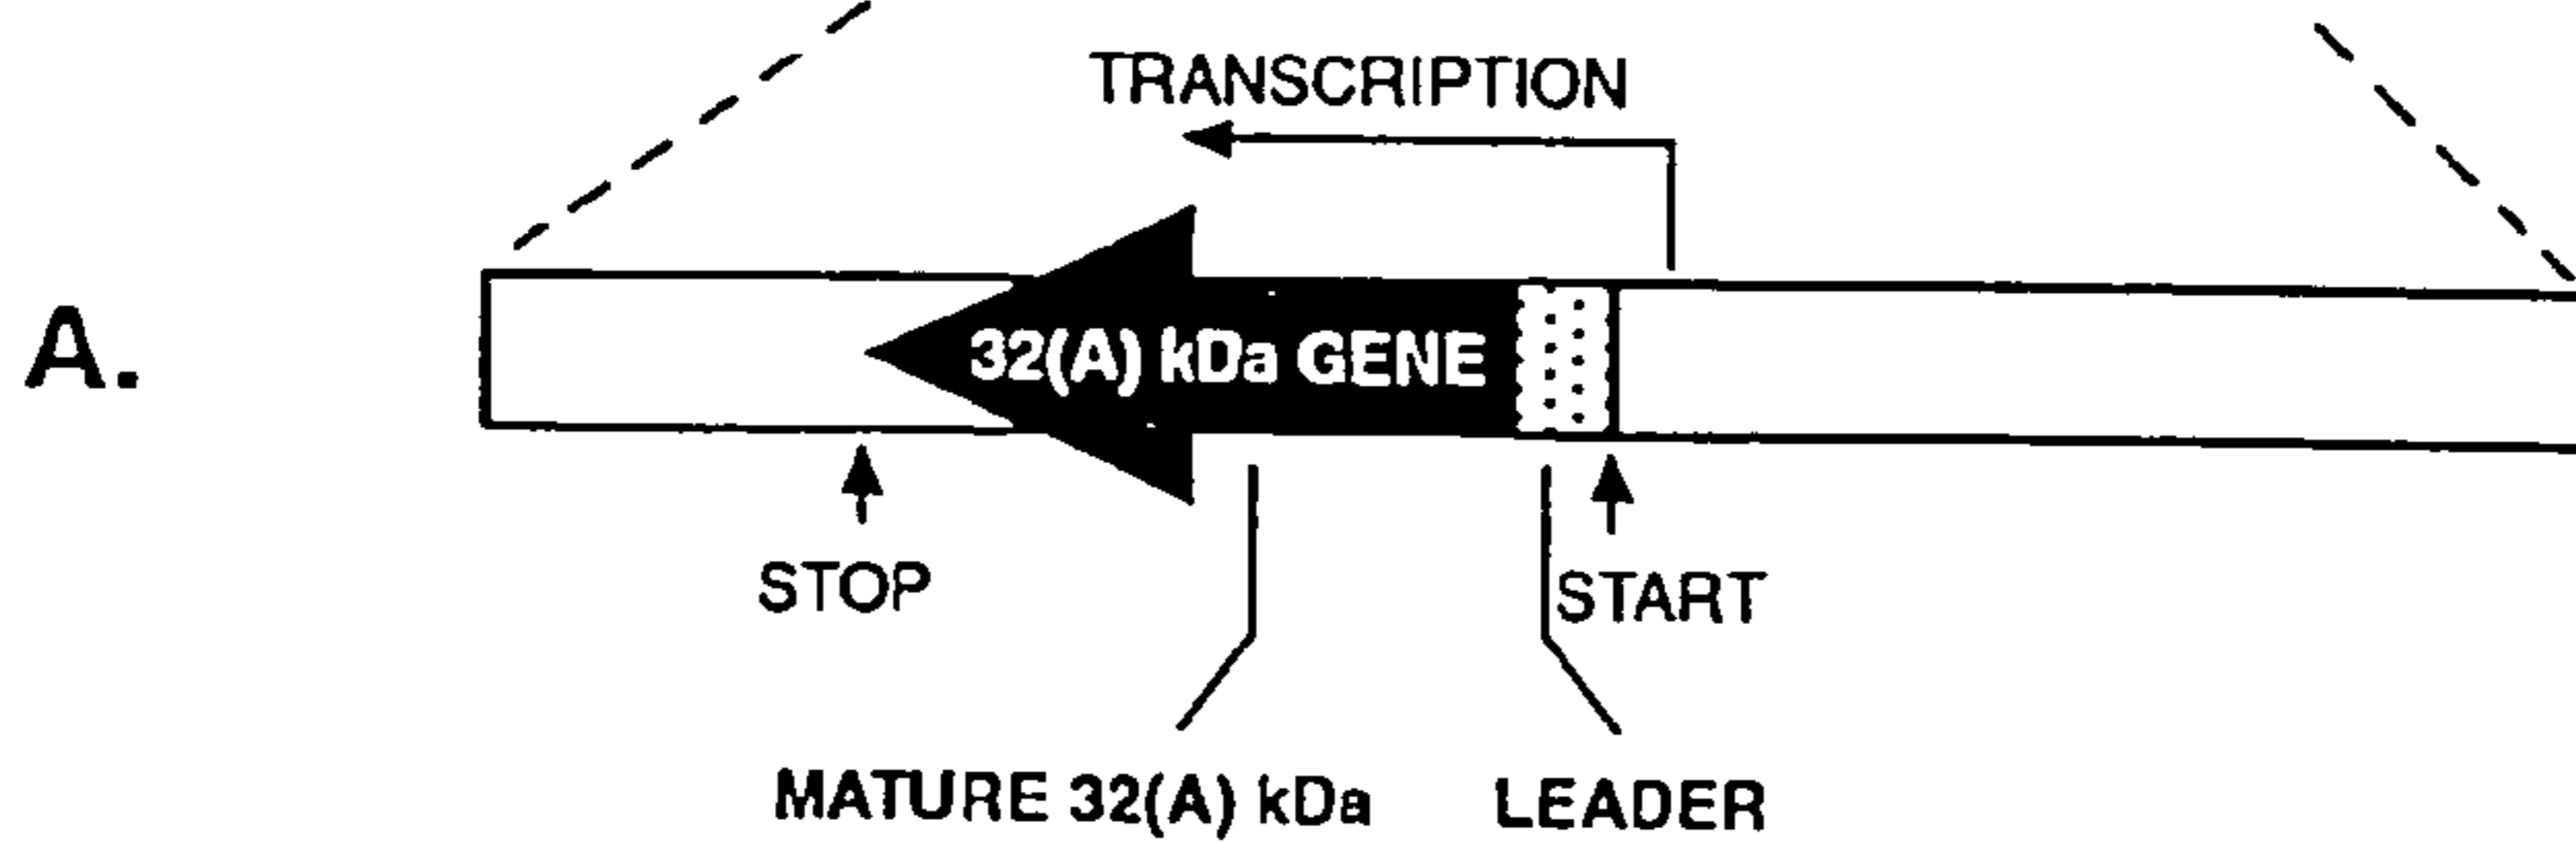 TRANSCRIPTION
A.
32(A) kDa GENE
STOP
START
MATURE 32(A) kDa
LEADER